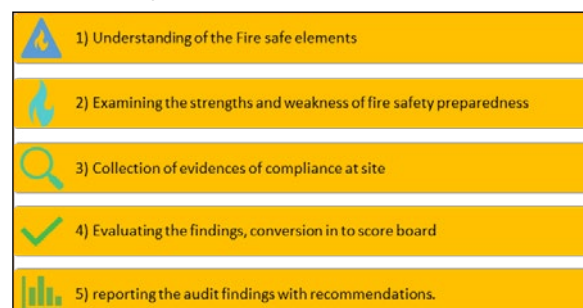 1) Understanding of the Fire safe elements
2) Examining the strengths and weakness of fire safety preparedness
3) Collection of evidences of compliance at site
4) Evaluating the findings, conversion in to score board
5) reporting the audit findings with recommendations.